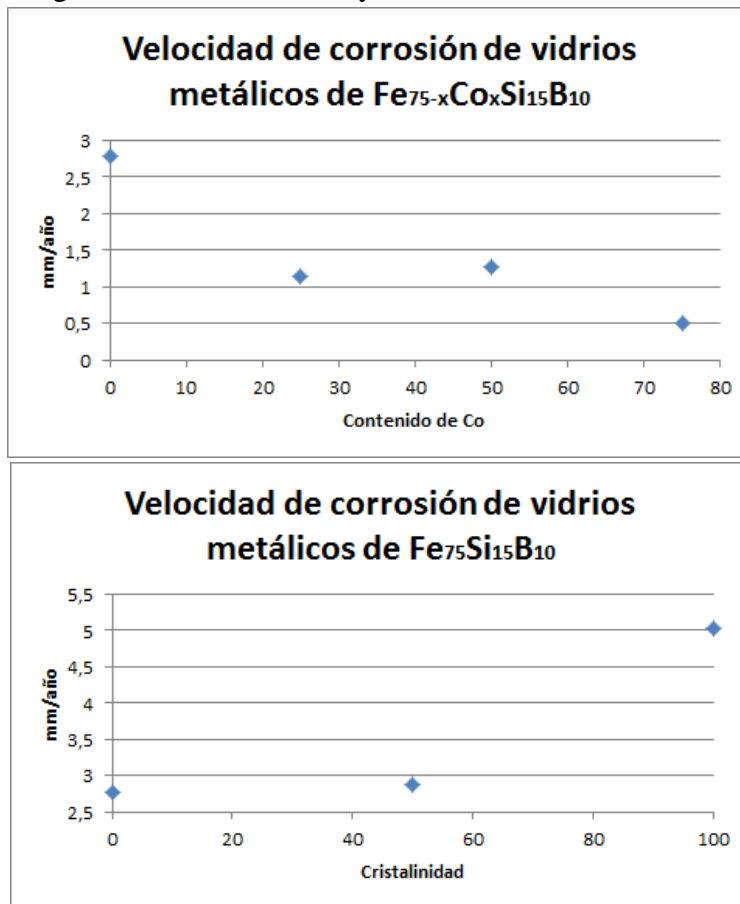 Velocidad de corrosión de vidrios
metálicos de Fe₇₅₋ₓCoₓSi₁₅B₁₀
3
2,5
2
1,5
1
0,5
0
mm/año
0 10 20 30 40 50 60 70 80
Contenido de Co
Velocidad de corrosión de vidrios
metálicos de Fe₇₅Si₁₅B₁₀
5,5
5
4,5
4
3,5
3
2,5
mm/año
0 20 40 60 80 100
Cristalinidad